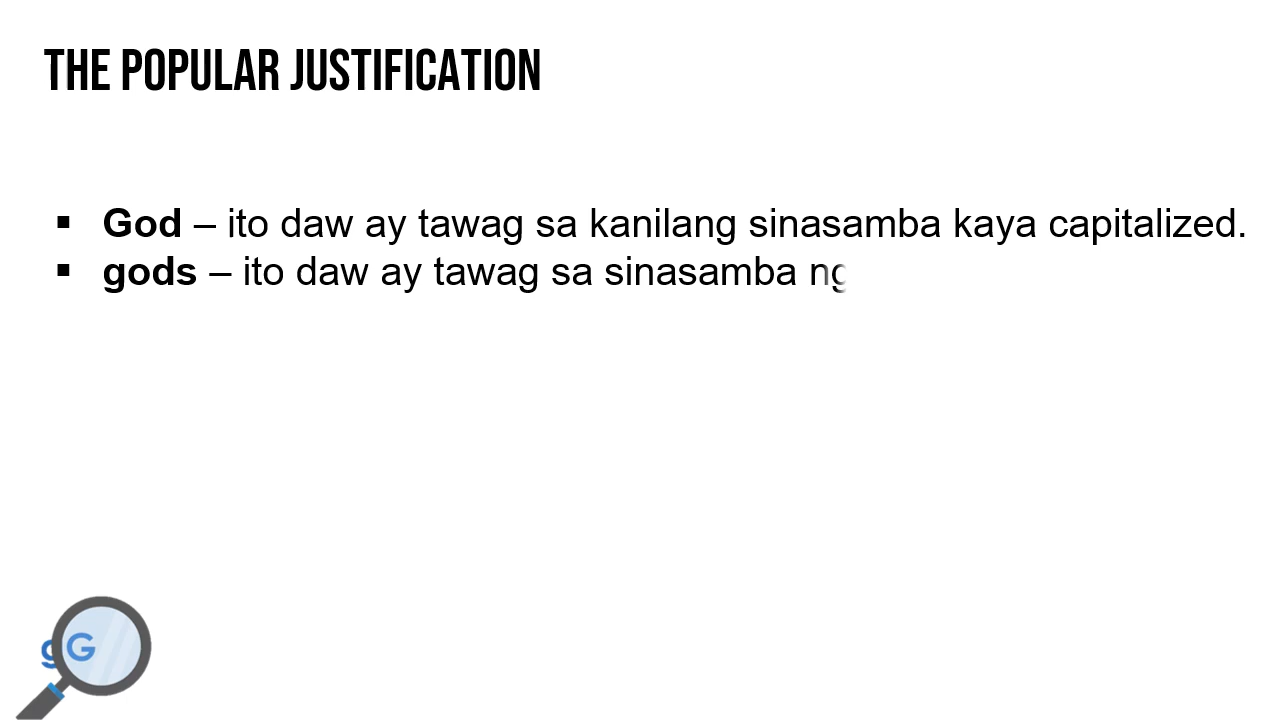 THE POPULAR JUSTIFICATION
▪ God – ito daw ay tawag sa kanilang sinasamba kaya capitalized.
▪ gods – ito daw ay tawag sa sinasamba ng
gG